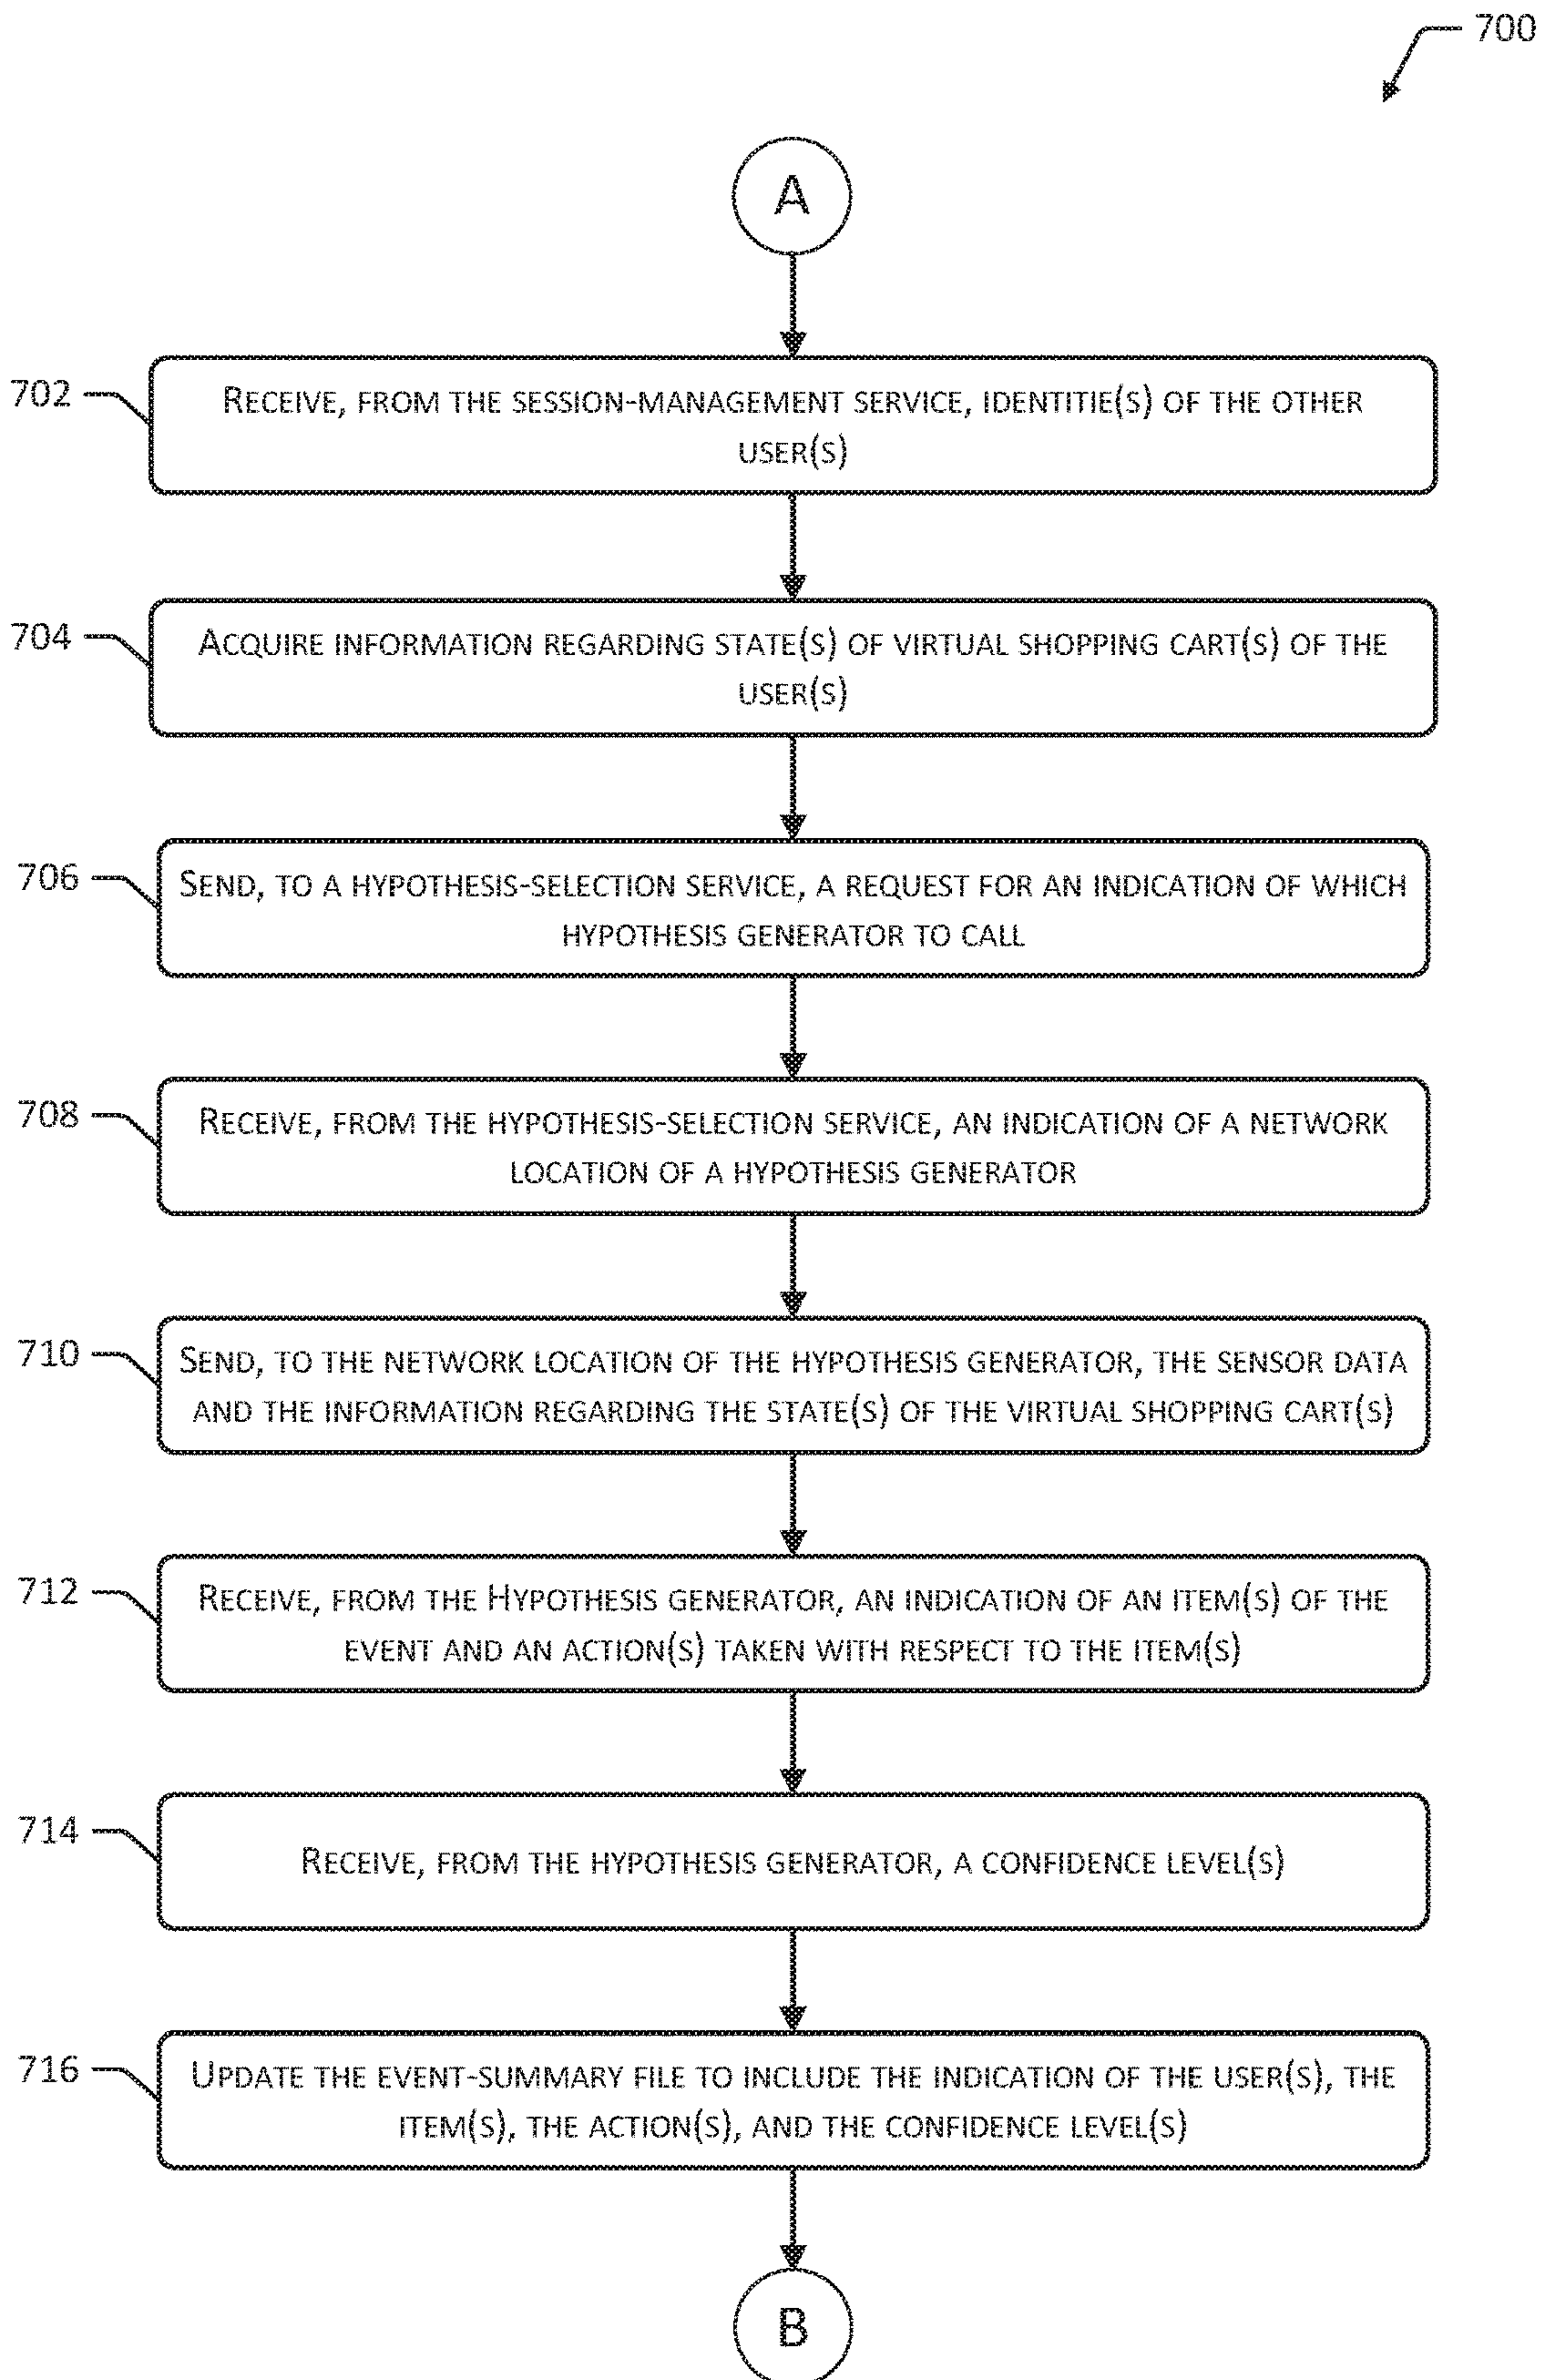 700
A
702
RECEIVE, FROM THE SESSION-MANAGEMENT SERVICE, IDENTITIE(S) OF THE OTHER
USER(S)
704
ACQUIRE INFORMATION REGARDING STATE(S) OF VIRTUAL SHOPPING CART(S) OF THE
USER(S)
706
SEND, TO A HYPOTHESIS-SELECTION SERVICE, A REQUEST FOR AN INDICATION OF WHICH
HYPOTHESIS GENERATOR TO CALL
708
RECEIVE, FROM THE HYPOTHESIS-SELECTION SERVICE, AN INDICATION OF A NETWORK
LOCATION OF A HYPOTHESIS GENERATOR
710
SEND, TO THE NETWORK LOCATION OF THE HYPOTHESIS GENERATOR, THE SENSOR DATA
AND THE INFORMATION REGARDING THE STATE(S) OF THE VIRTUAL SHOPPING CART(S)
712
RECEIVE, FROM THE HYPOTHESIS GENERATOR, AN INDICATION OF AN ITEM(S) OF THE
EVENT AND AN ACTION(S) TAKEN WITH RESPECT TO THE ITEM(S)
714
RECEIVE, FROM THE HYPOTHESIS GENERATOR, A CONFIDENCE LEVEL(S)
716
UPDATE THE EVENT-SUMMARY FILE TO INCLUDE THE INDICATION OF THE USER(S), THE
ITEM(S), THE ACTION(S), AND THE CONFIDENCE LEVEL(S)
B